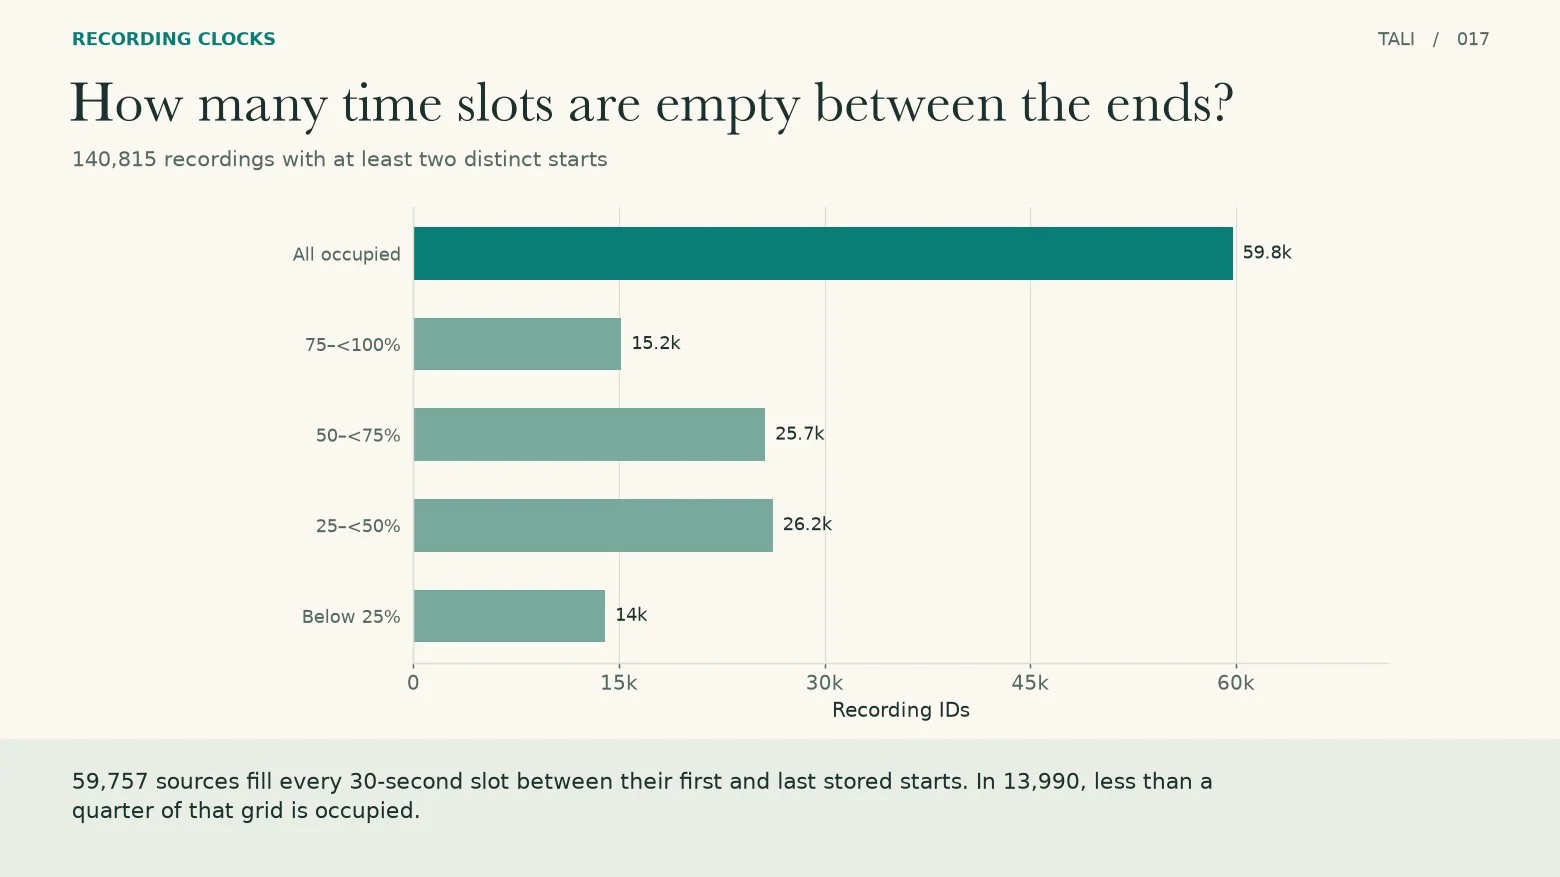 RECORDING CLOCKS
TALI / 017
How many time slots are empty between the ends?
140,815 recordings with at least two distinct starts
All occupied 59.8k
75–<100% 15.2k
50–<75% 25.7k
25–<50% 26.2k
Below 25% 14k
0 15k 30k 45k 60k
Recording IDs
59,757 sources fill every 30-second slot between their first and last stored starts. In 13,990, less than a
quarter of that grid is occupied.